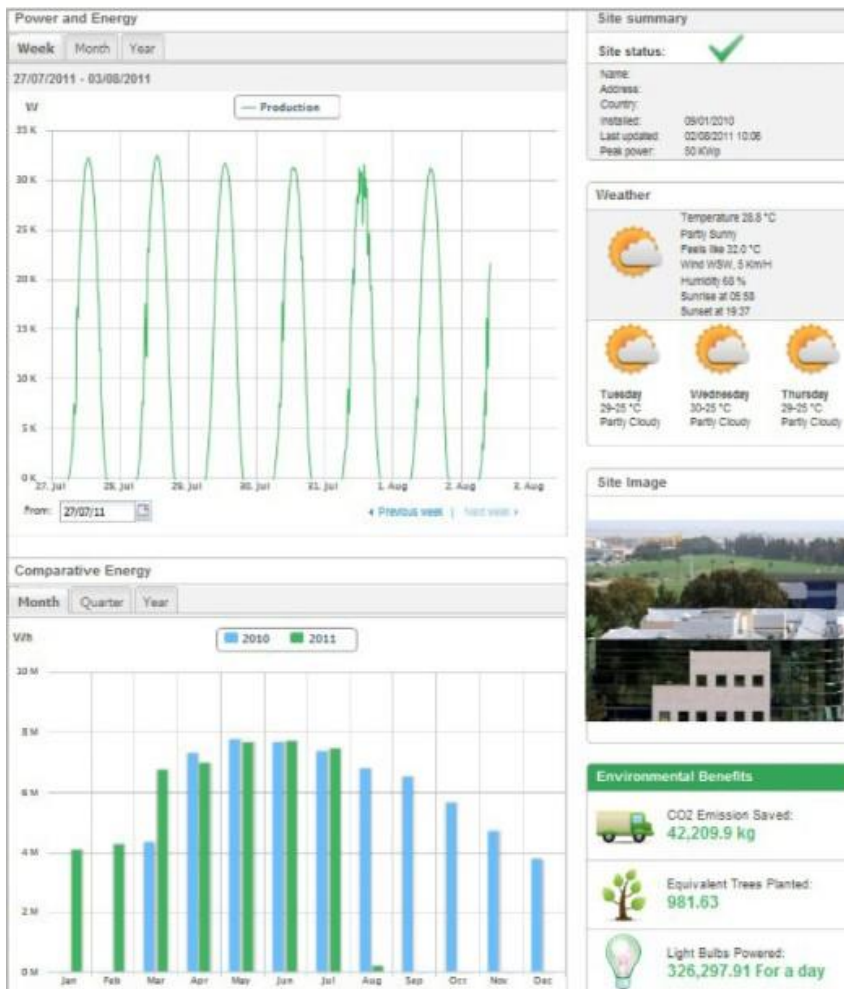 Power and Energy
Week Month Year
27/07/2011 - 03/08/2011
W
Production
35 K
30 K
25 K
20 K
15 K
10 K
5 K
0 K
27. Jul 28. Jul 29. Jul 30. Jul 31. Jul 1. Aug 2. Aug 3. Aug
From: 27/07/11
Previous week | Next week
Comparative Energy
Month Quarter Year
Wh
2010 2011
10 M
8 M
6 M
4 M
2 M
0 M
Jan Feb Mar Apr May Jun Jul Aug Sep Oct Nov Dec
Site summary
Site status:
Name:
Address:
Country:
Installed: 09/01/2010
Last updated: 02/08/2011 10:06
Peak power: 50 KWp
Weather
Temperature 28.8 °C
Partly Sunny
Feels like 32.0 °C
Wind WSW, 5 Km/H
Humidity 68 %
Sunrise at 05:58
Sunset at 19:37
Tuesday Wednesday Thursday
29-25 °C 30-25 °C 29-25 °C
Partly Cloudy Partly Cloudy Partly Cloudy
Site Image
Environmental Benefits
CO2 Emission Saved:
42,209.9 kg
Equivalent Trees Planted:
981.63
Light Bulbs Powered:
326,297.91 For a day